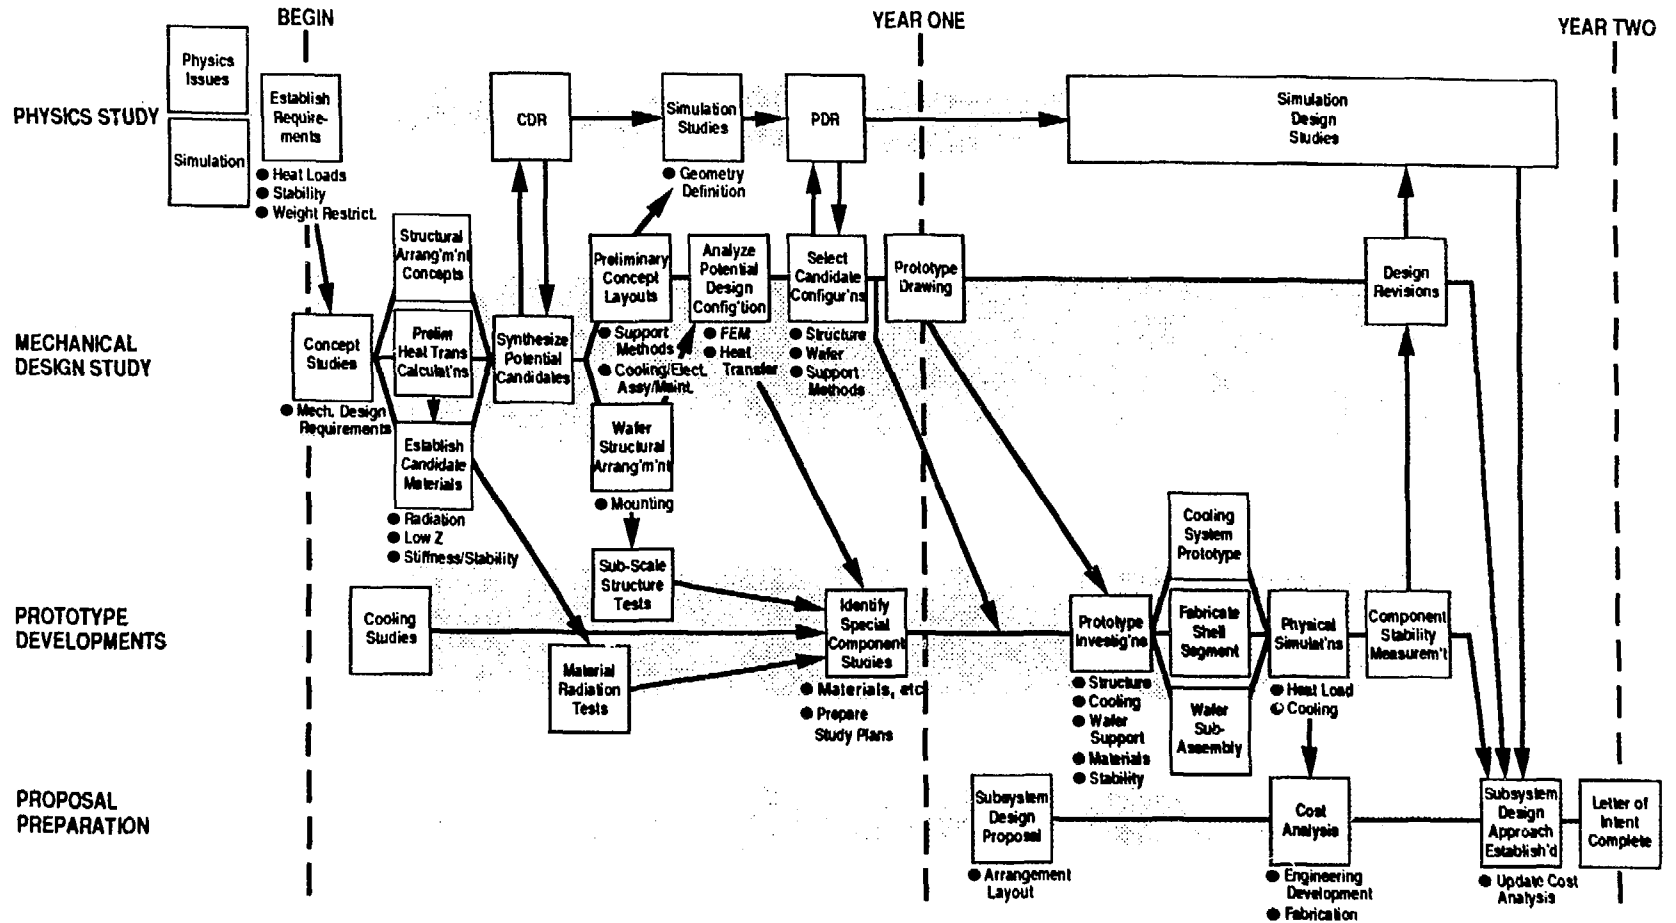 BEGIN
YEAR ONE
YEAR TWO
PHYSICS STUDY
Physics
Issues
Simulation
Establish
Require-
ments
● Heat Loads
● Stability
● Weight Restrict.
CDR
Simulation
Studies
● Geometry
Definition
PDR
Simulation
Design
Studies
MECHANICAL
DESIGN STUDY
Concept
Studies
● Mech. Design
Requirements
Structural
Arrang'm'nt
Concepts
Prelim
Heat Trans
Calculat'ns
Establish
Candidate
Materials
● Radiation
● Low Z
● Stiffness/Stability
Synthesize
Potential
Candidates
Preliminary
Concept
Layouts
● Support
Methods
● Cooling/Elect.
Assy/Maint.
Wafer
Structural
Arrang'm'nt
● Mounting
Analyze
Potential
Design
Config'tion
● FEM
● Heat
Transfer
Select
Candidate
Configur'ns
● Structure
● Wafer
● Support
Methods
Prototype
Drawing
Design
Revisions
PROTOTYPE
DEVELOPMENTS
Cooling
Studies
Sub-Scale
Structure
Tests
Material
Radiation
Tests
Identify
Special
Component
Studies
● Materials, etc
● Prepare
Study Plans
Prototype
Investig'ns
● Structure
● Cooling
● Wafer
Support
● Materials
● Stability
Cooling
System
Prototype
Fabricate
Shell
Segment
Wafer
Sub-
Assembly
Physical
Simulat'ns
● Heat Load
● Cooling
Component
Stability
Measurem't
PROPOSAL
PREPARATION
Subsystem
Design
Proposal
● Arrangement
Layout
Cost
Analysis
● Engineering
Development
● Fabrication
Subsystem
Design
Approach
Establish'd
● Update Cost
Analysis
Letter of
Intent
Complete